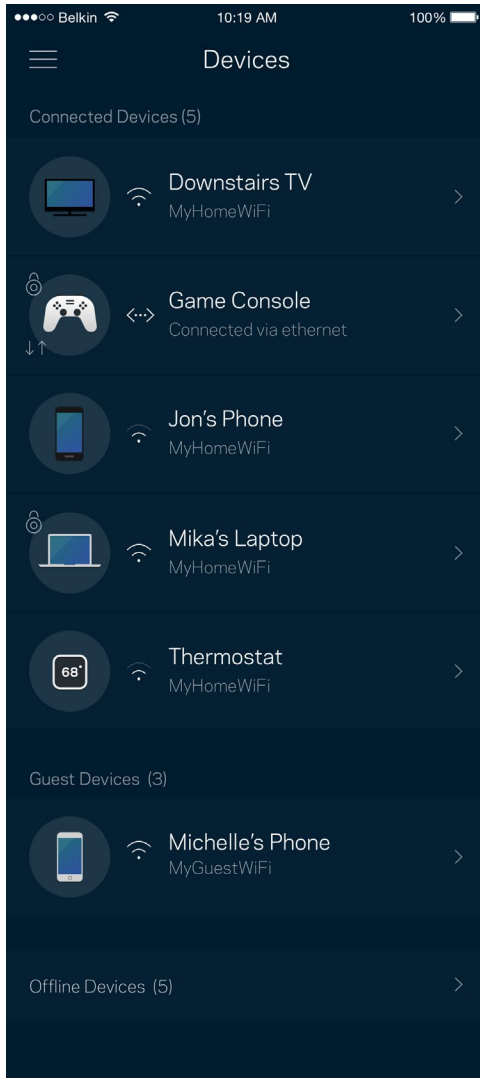 Belkin 10:19 AM 100%
Devices
Connected Devices (5)
Downstairs TV
MyHomeWiFi
Game Console
Connected via ethernet
Jon's Phone
MyHomeWiFi
Mika's Laptop
MyHomeWiFi
68°
Thermostat
MyHomeWiFi
Guest Devices (3)
Michelle's Phone
MyGuestWiFi
Offline Devices (5)